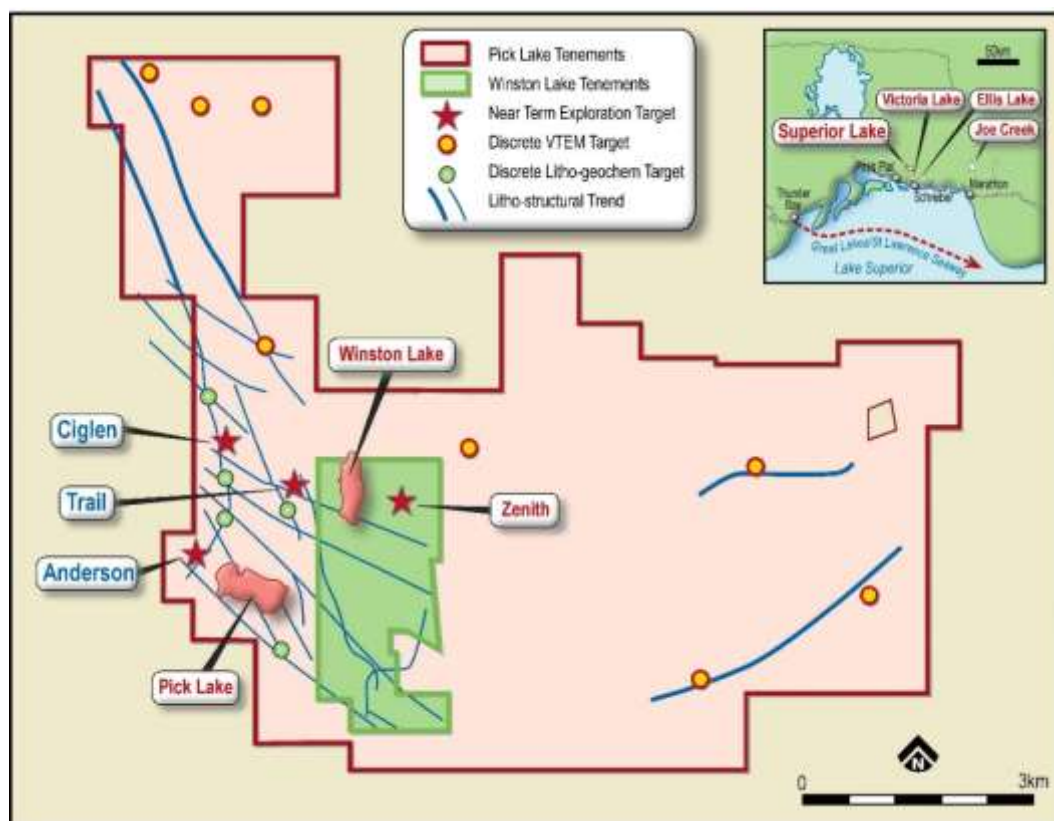 Pick Lake Tenements
Winston Lake Tenements
Near Term Exploration Target
Discrete VTEM Target
Discrete Litho-geochem Target
Litho-structural Trend
50km
Victoria Lake
Ellis Lake
Superior Lake
Joe Creek
Marathon
Schreiber
Thunder
Bay
Great Lakes/St Lawrence Seaway
Lake Superior
Winston Lake
Ciglen
Trail
Zenith
Anderson
Pick Lake
N
0
3km